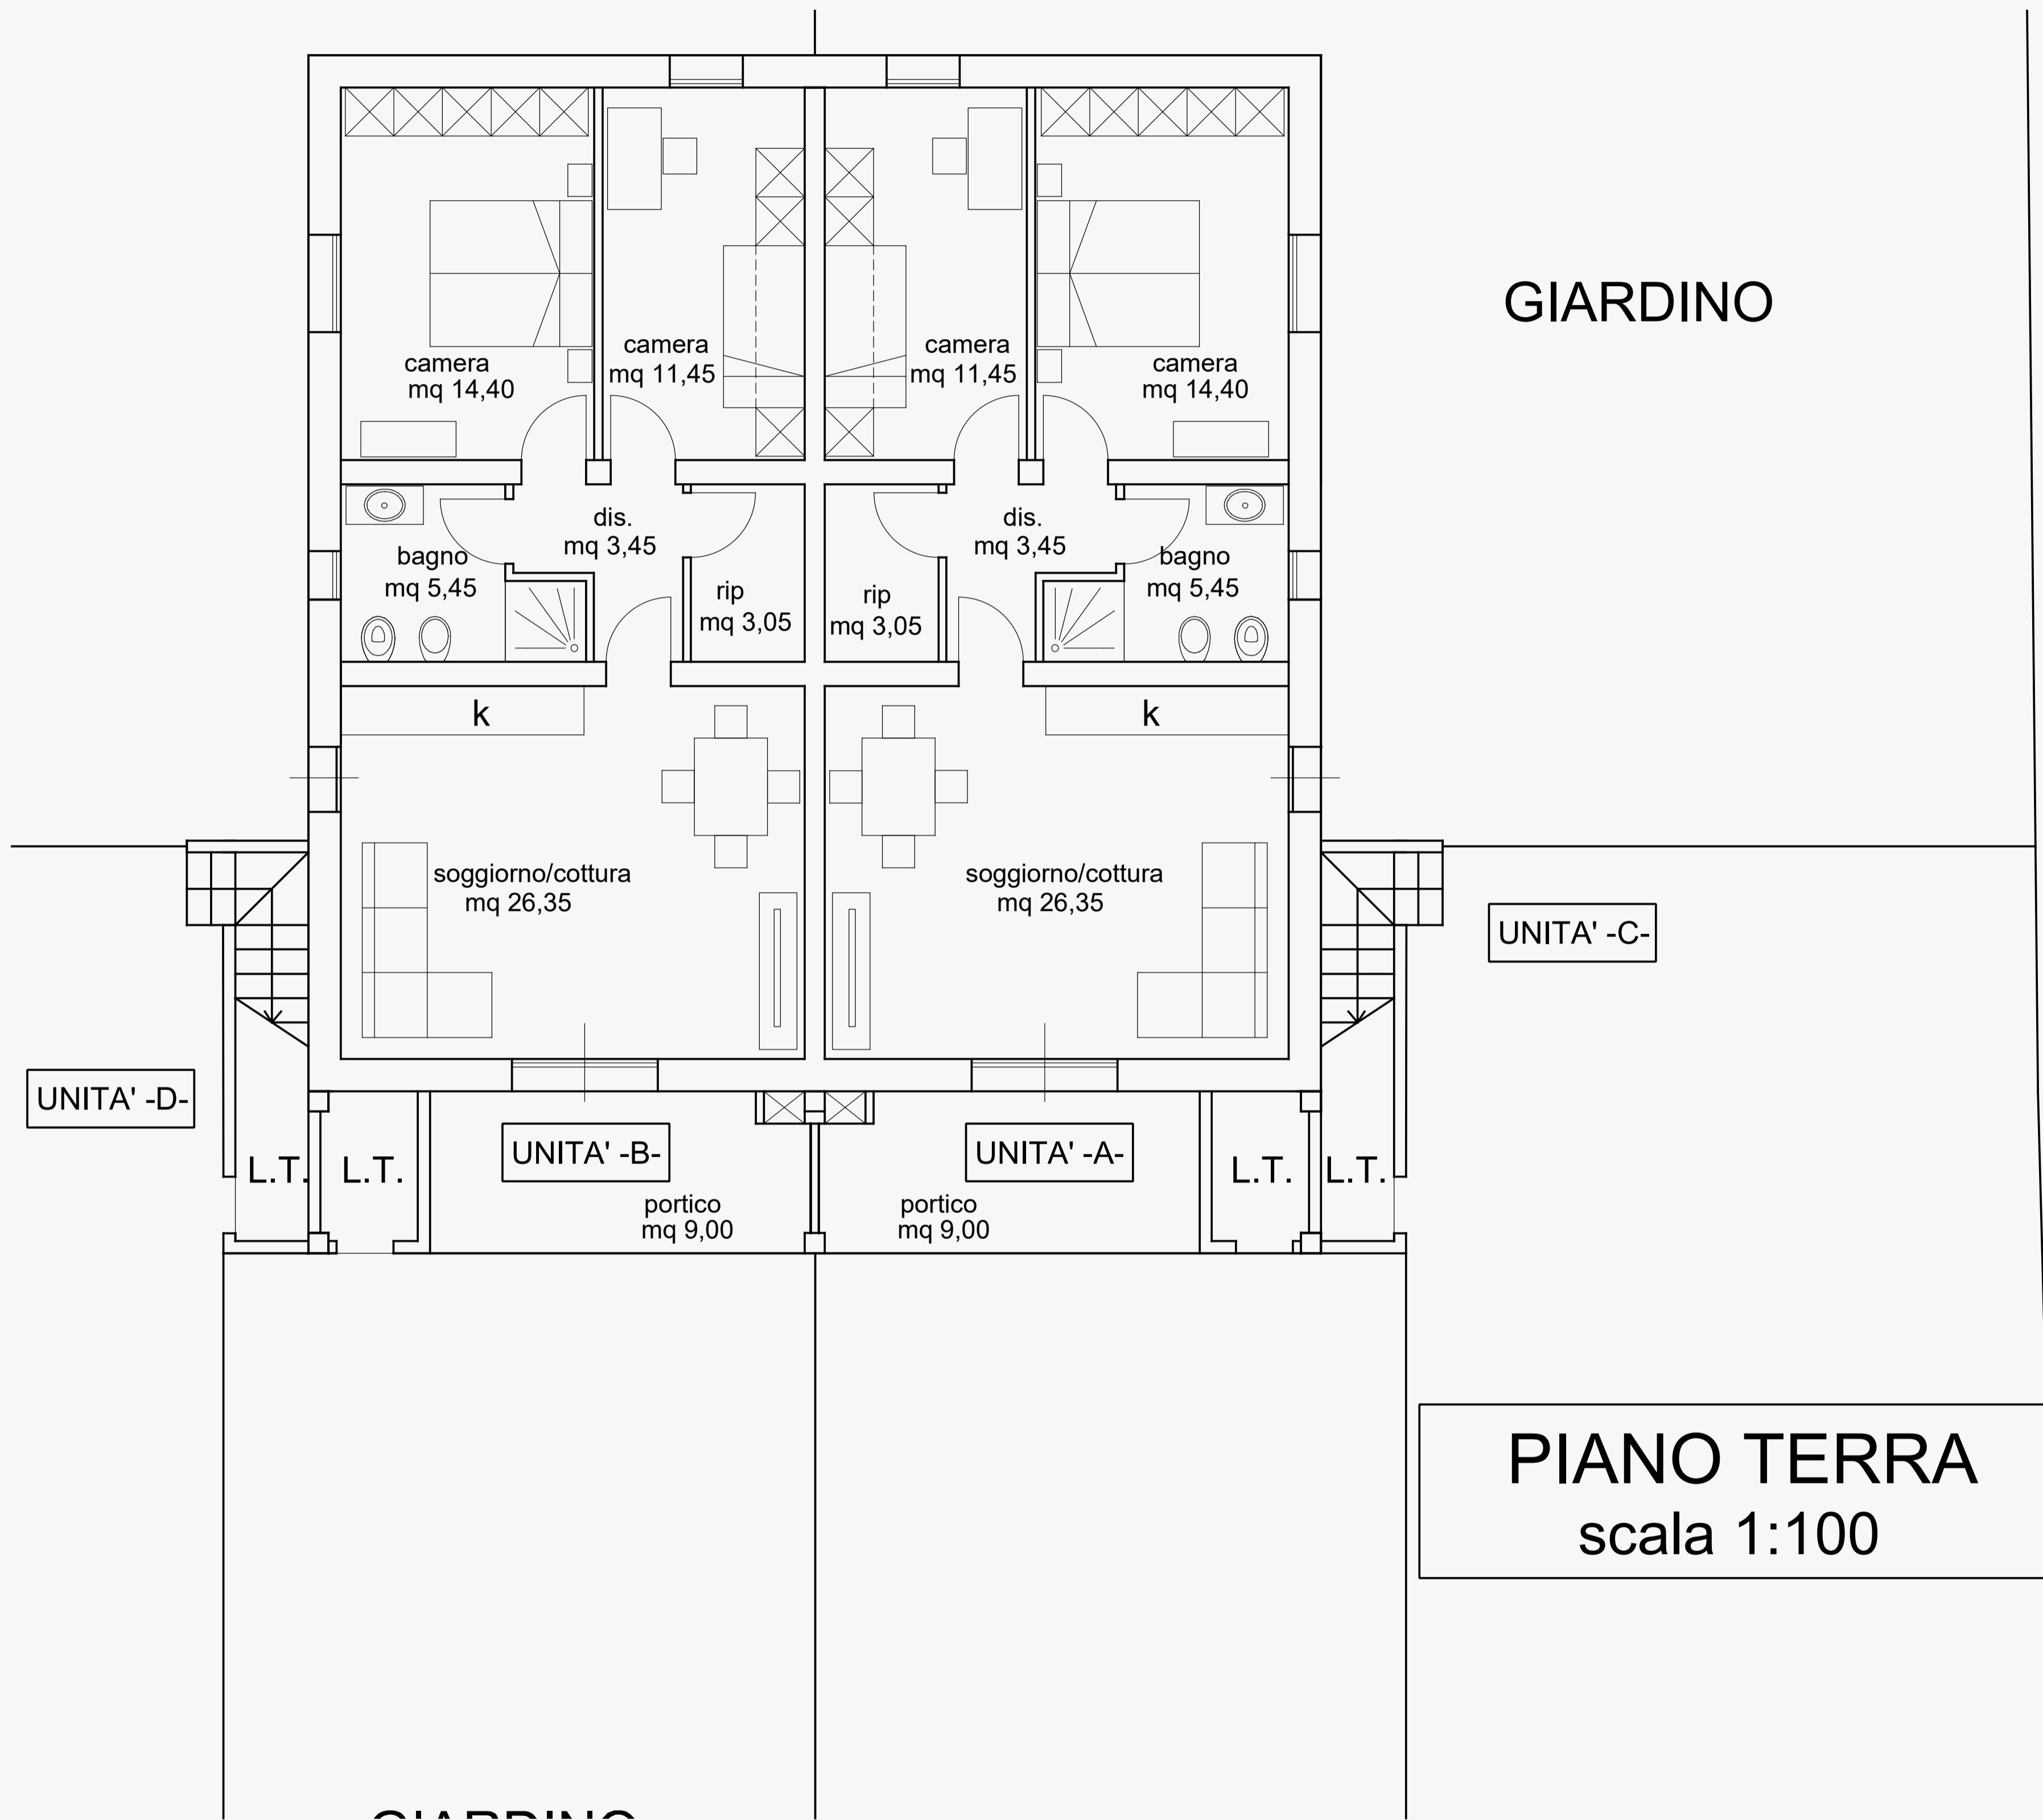 GIARDINO
camera
mq 14,40
camera
mq 11,45
camera
mq 11,45
camera
mq 14,40
bagno
mq 5,45
dis.
mq 3,45
rip
mq 3,05
rip
mq 3,05
dis.
mq 3,45
bagno
mq 5,45
k
k
soggiorno/cottura
mq 26,35
soggiorno/cottura
mq 26,35
UNITA' -C-
UNITA' -D-
UNITA' -B-
UNITA' -A-
L.T.
L.T.
L.T.
L.T.
portico
mq 9,00
portico
mq 9,00
PIANO TERRA
scala 1:100
GIARDINO